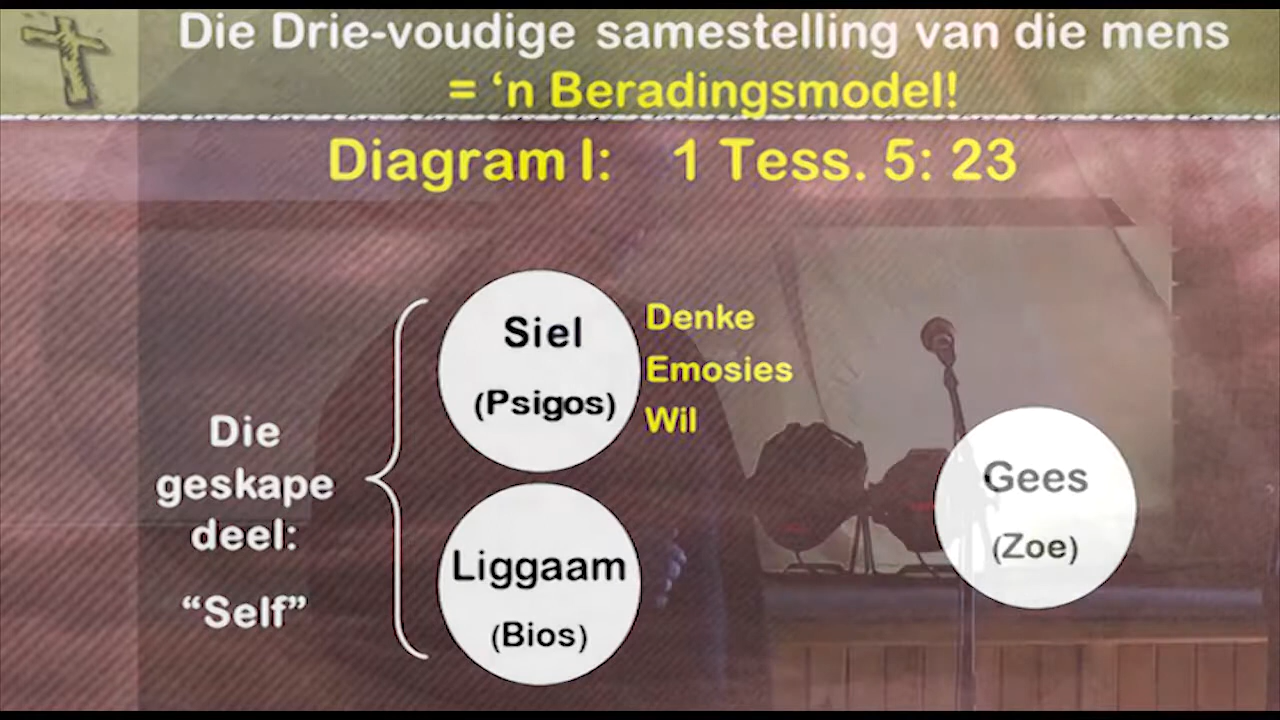 Die Drie-voudige samestelling van die mens
= ‘n Beradingsmodel!
Diagram I: 1 Tess. 5: 23
Die
geskape
deel:
“Self”
Siel
(Psigos)
Denke
Emosies
Wil
Liggaam
(Bios)
Gees
(Zoe)